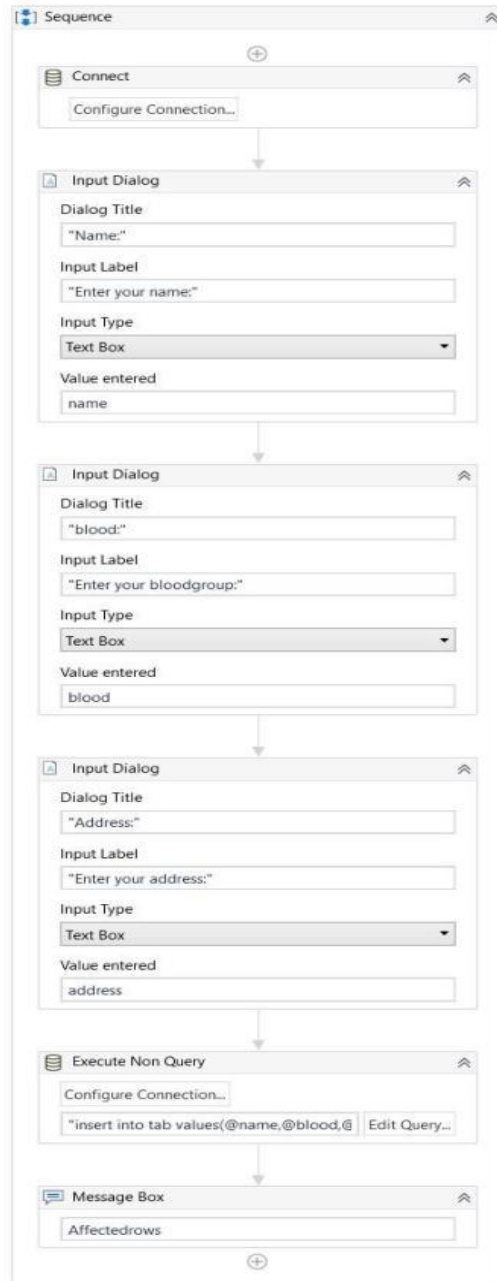 Sequence
Connect
Configure Connection...
Input Dialog
Dialog Title
"Name:"
Input Label
"Enter your name:"
Input Type
Text Box
Value entered
name
Input Dialog
Dialog Title
"blood:"
Input Label
"Enter your bloodgroup:"
Input Type
Text Box
Value entered
blood
Input Dialog
Dialog Title
"Address:"
Input Label
"Enter your address:"
Input Type
Text Box
Value entered
address
Execute Non Query
Configure Connection...
"insert into tab values(@name,@blood,@ Edit Query...
Message Box
Affectedrows